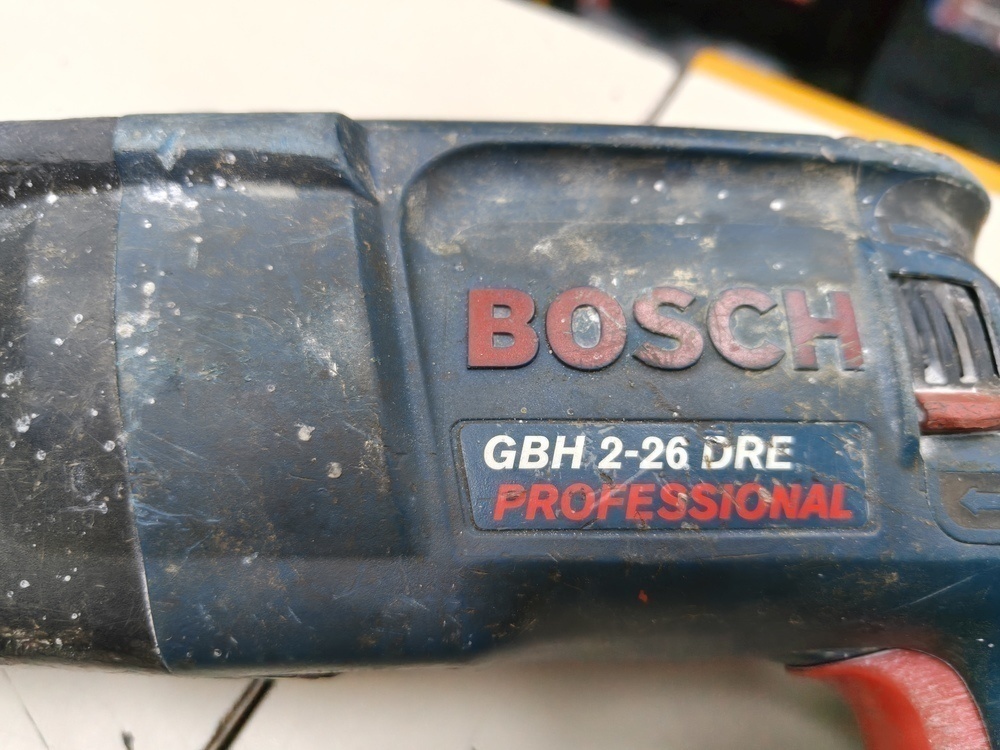 BOSCH
GBH 2-26 DRE
PROFESSIONAL